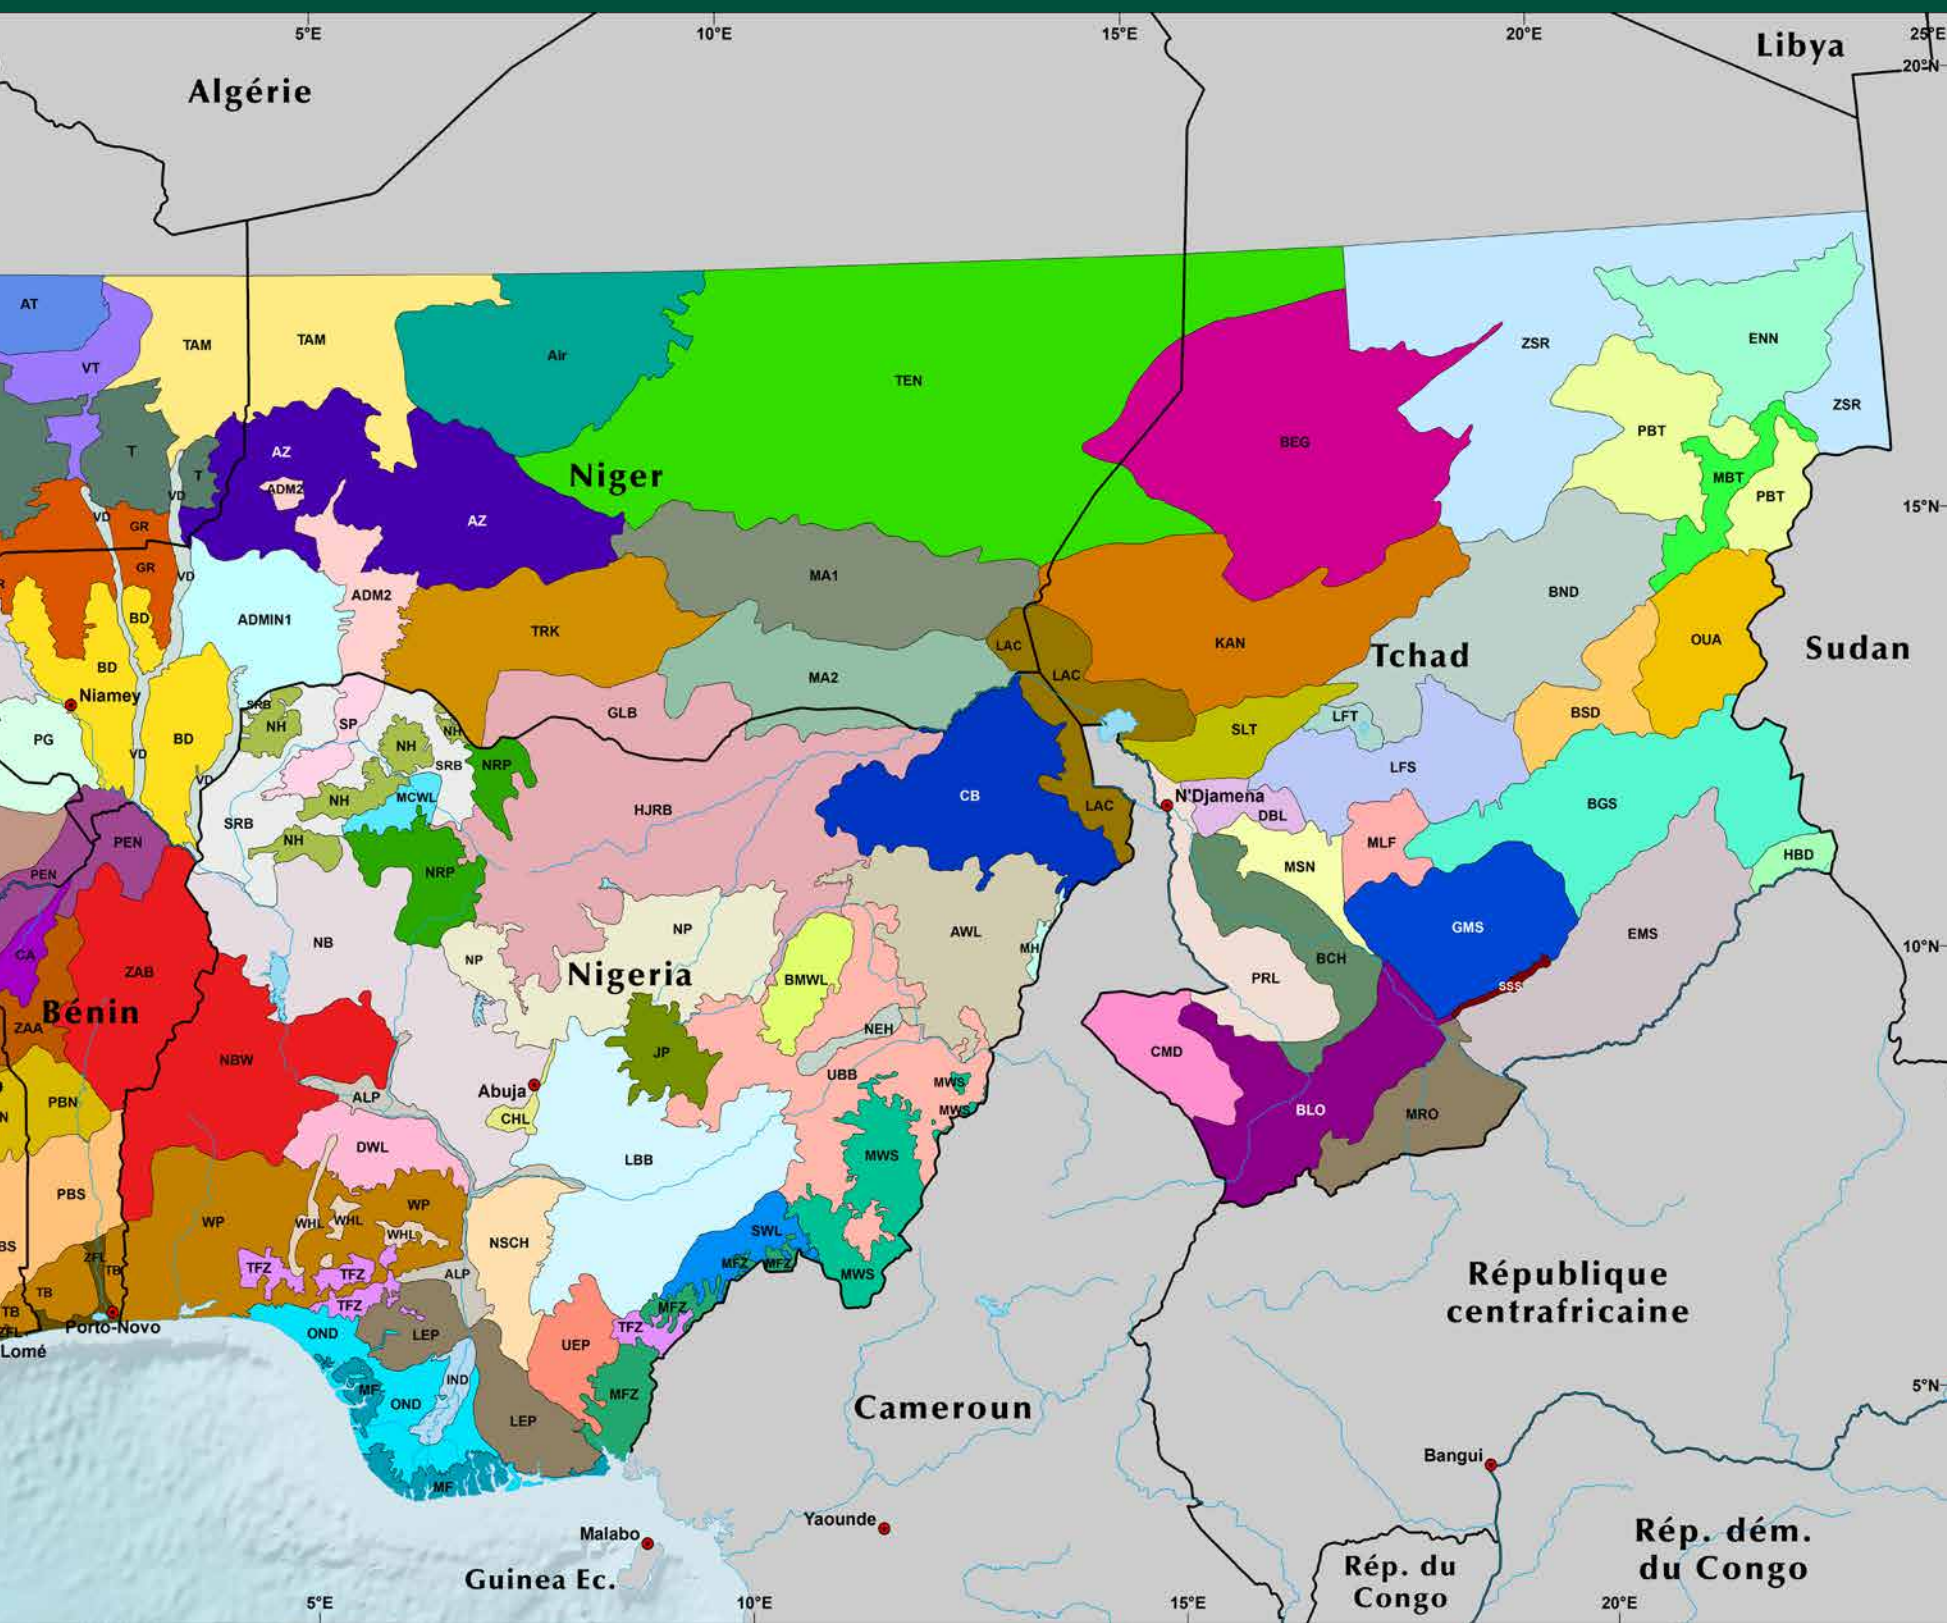 5°E
10°E
15°E
20°E
25°E
Libya
20°N
Algérie
AT
TAM
TAM
Air
TEN
ZSR
ENN
VT
ZSR
BEG
PBT
T
AZ
T
Niger
MBT
PBT
ADM2
VD
VD
GR
AZ
15°N
GR
VD
MA1
ADM2
BND
ADMIN1
BD
TRK
LAC
KAN
OUA
Sudan
Tchad
BD
LAC
MA2
Niamey
SRB
SP
GLB
NH
LFT
BSD
PG
VD
BD
NH
NH
SLT
SRB
NRP
LFS
VD
NH
MCWL
HJRB
CB
LAC
N'Djamena
BGS
SRB
DBL
PEN
NH
MLF
HBD
PEN
NRP
MSN
CA
NB
NP
AWL
GMS
EMS
MH
10°N
ZAB
NP
Nigeria
BMWL
BCH
PRL
SSS
Bénin
ZAA
NEH
NBW
JP
CMD
UBB
MWS
Abuja
PBN
ALP
CHL
MWS
BLO
MRO
N
DWL
LBB
MWS
PBS
WP
WP
WHL
WHL
WHL
NSCH
SWL
BS
ZFL
TB
TFZ
TFZ
ALP
MFZ
MFZ
MWS
République
centrafricaine
TB
TB
TFZ
MFZ
ZFL
Porto-Novo
OND
LEP
TFZ
UEP
Lomé
IND
MF
OND
MFZ
5°N
LEP
Cameroun
Bangui
MF
Yaounde
Malabo
Rép. dém.
du Congo
Guinea Ec.
Rép. du
Congo
5°E
10°E
15°E
20°E